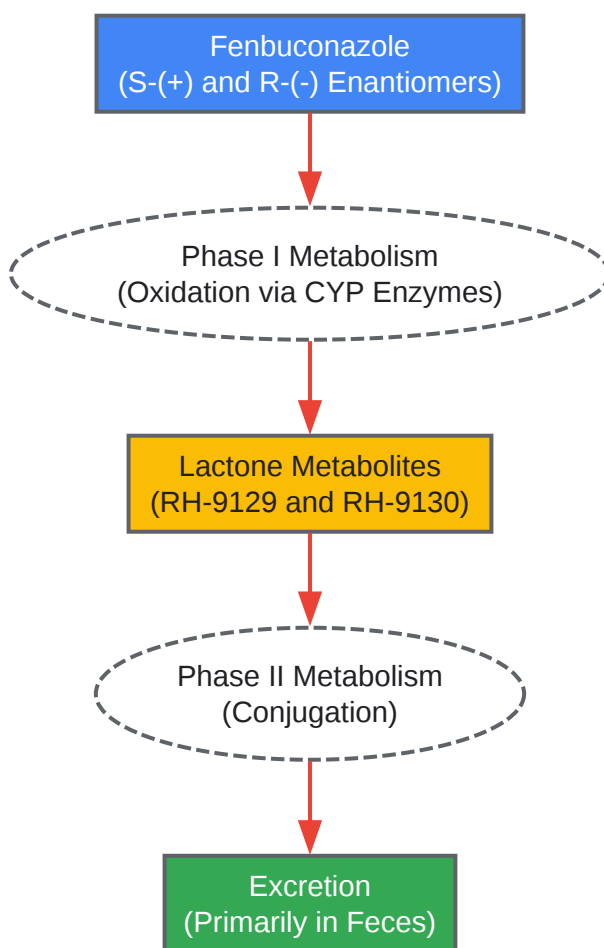 Fenbuconazole
(S-(+) and R-(-) Enantiomers)
Phase I Metabolism
(Oxidation via CYP Enzymes)
Lactone Metabolites
(RH-9129 and RH-9130)
Phase II Metabolism
(Conjugation)
Excretion
(Primarily in Feces)